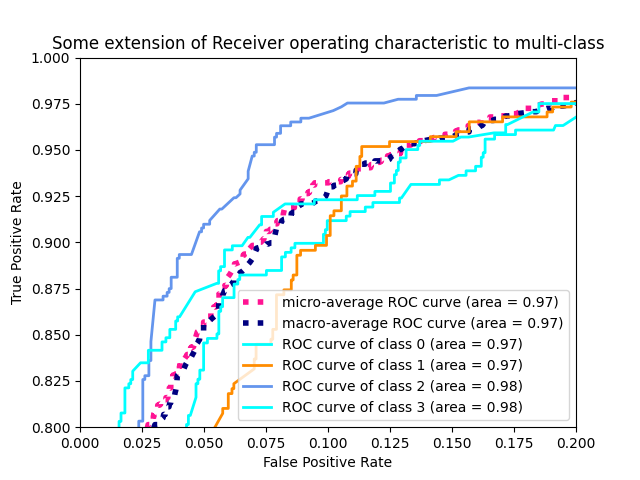 Some extension of Receiver operating characteristic to multi-class
1.000
0.975
0.950
0.925
0.900
0.875
0.850
0.825
0.800
True Positive Rate
micro-average ROC curve (area = 0.97)
macro-average ROC curve (area = 0.97)
ROC curve of class 0 (area = 0.97)
ROC curve of class 1 (area = 0.97)
ROC curve of class 2 (area = 0.98)
ROC curve of class 3 (area = 0.98)
0.000 0.025 0.050 0.075 0.100 0.125 0.150 0.175 0.200
False Positive Rate